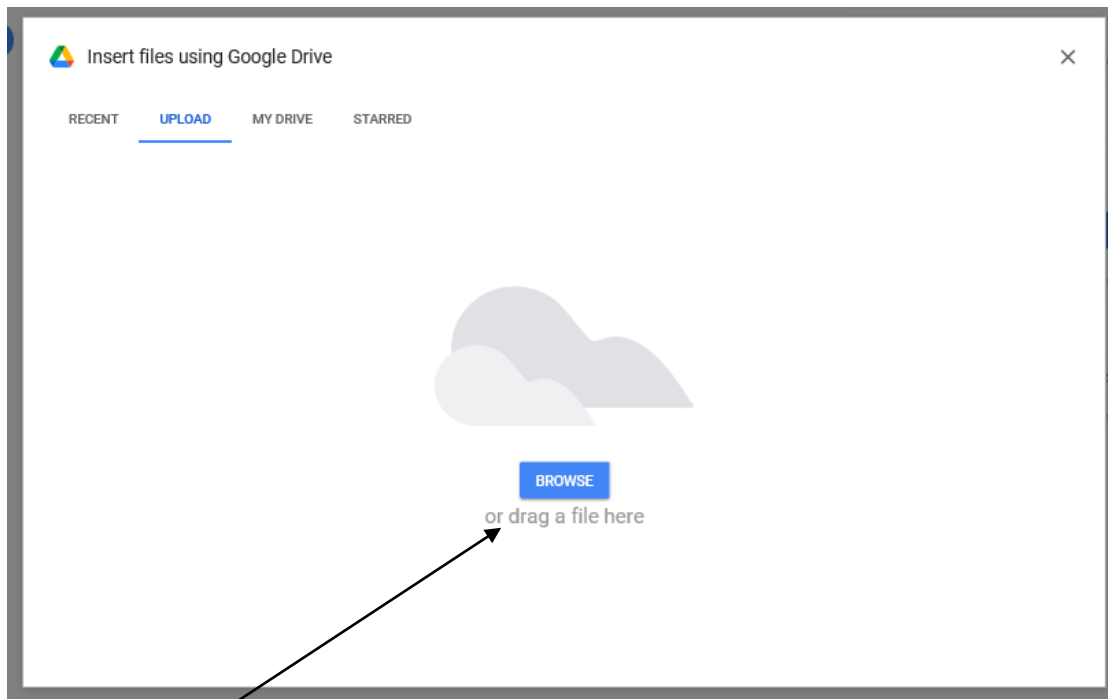 Insert files using Google Drive
RECENT UPLOAD MY DRIVE STARRED
BROWSE
or drag a file here